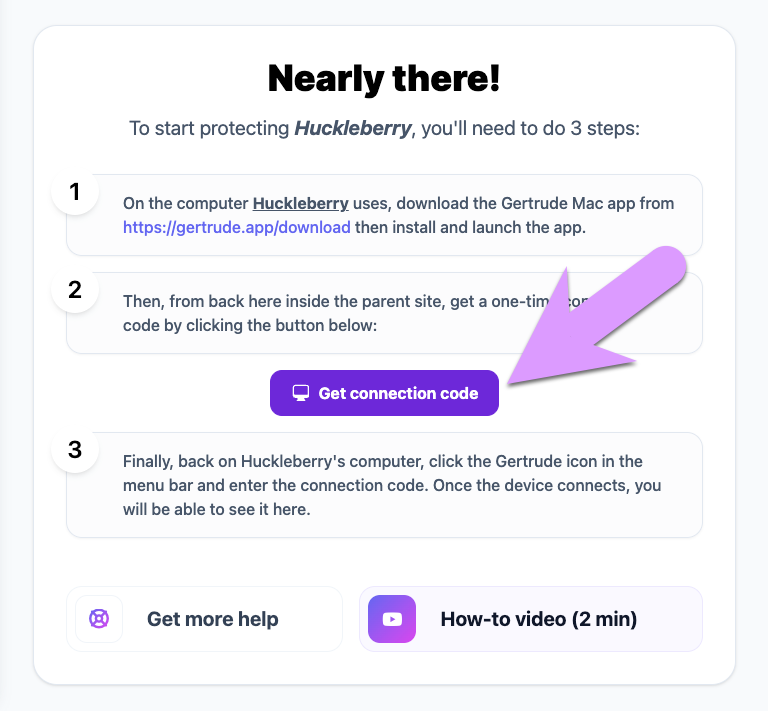 Nearly there!
To start protecting Huckleberry, you'll need to do 3 steps:
1
On the computer Huckleberry uses, download the Gertrude Mac app from
https://gertrude.app/download then install and launch the app.
2
Then, from back here inside the parent site, get a one-time
code by clicking the button below:
Get connection code
3
Finally, back on Huckleberry's computer, click the Gertrude icon in the
menu bar and enter the connection code. Once the device connects, you
will be able to see it here.
Get more help
How-to video (2 min)